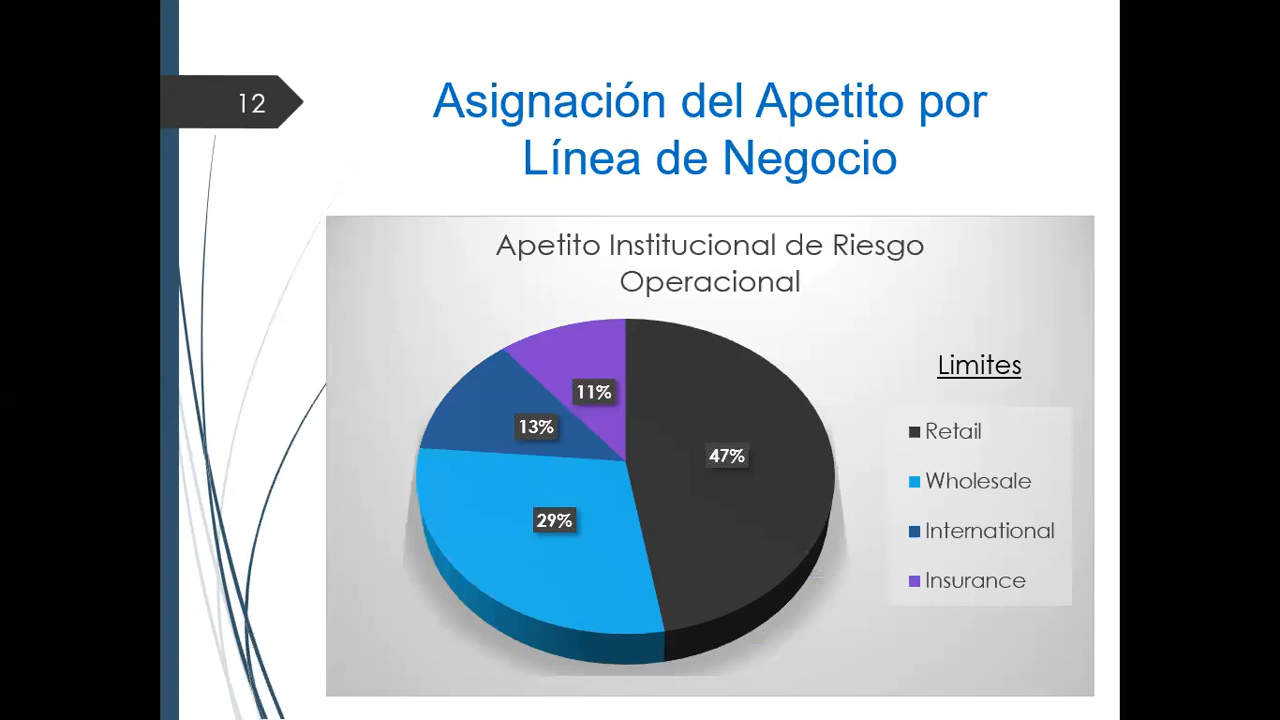 12
Asignación del Apetito por
Línea de Negocio
Apetito Institucional de Riesgo
Operacional
11%
13%
47%
29%
Limites
Retail
Wholesale
International
Insurance